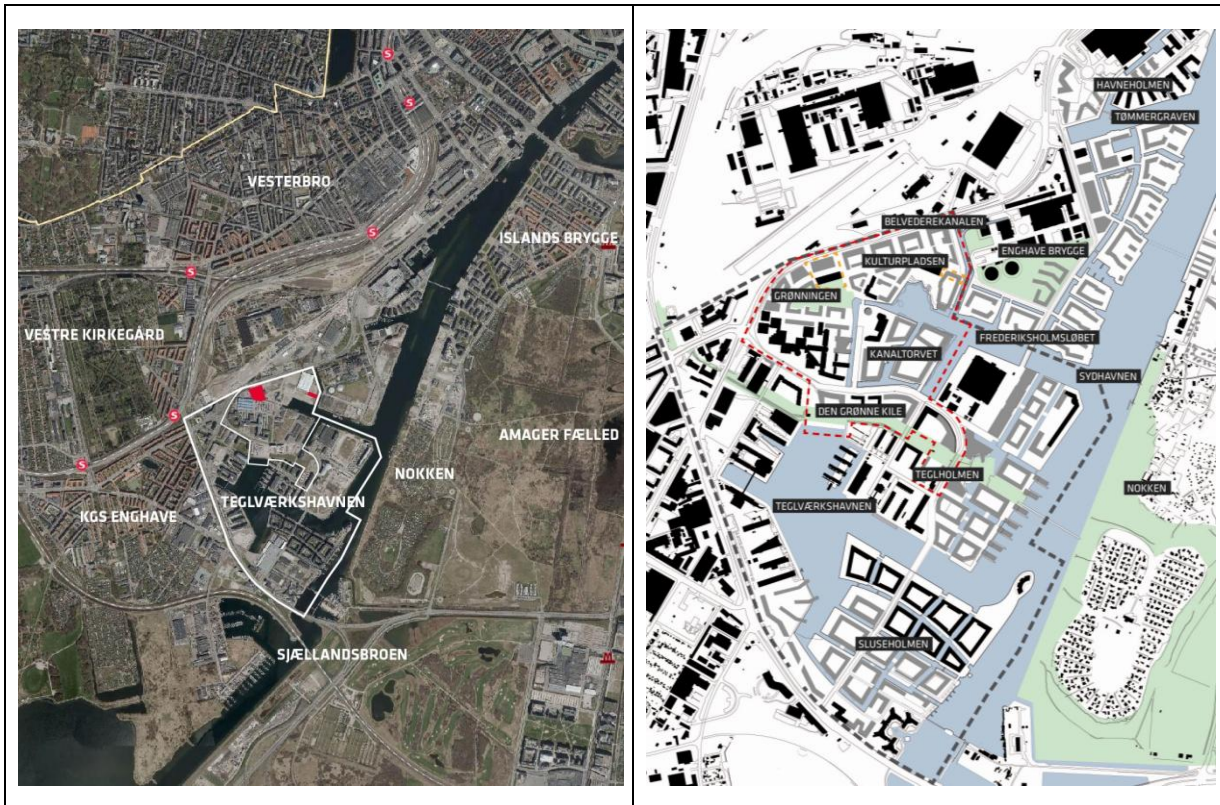 S
S
VESTERBRO
S
ISLANDS BRYGGE
S
VESTRE KIRKEGÅRD
S
AMAGER FÆLLED
S
NOKKEN
TEGLVÆRKSHAVNEN
KGS ENGHAVE
SJÆLLANDSBROEN
HAVNEHOLMEN
TØMMERGRAVEN
BELVEDEREKANALEN
ENGHAVE BRYGGE
KULTURPLADSEN
GRØNNINGEN
FREDERIKSHOLMSLØBET
KANALTORVET
SYDHAVNEN
DEN GRØNNE KILE
TEGLHOLMEN
NOKKEN
TEGLVÆRKSHAVNEN
SLUSEHOLMEN